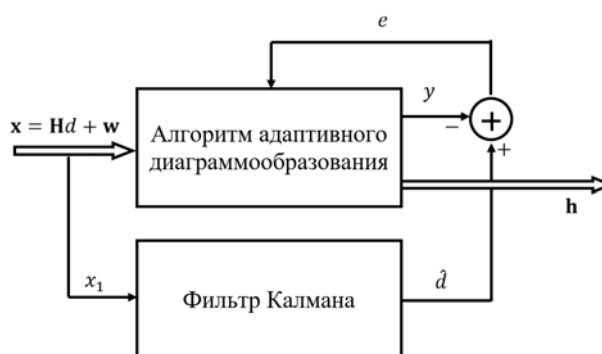 e
x = Hd + w
y
−
+
Алгоритм адаптивного
диаграммообразования
+
h
x₁
Фильтр Калмана
d̂